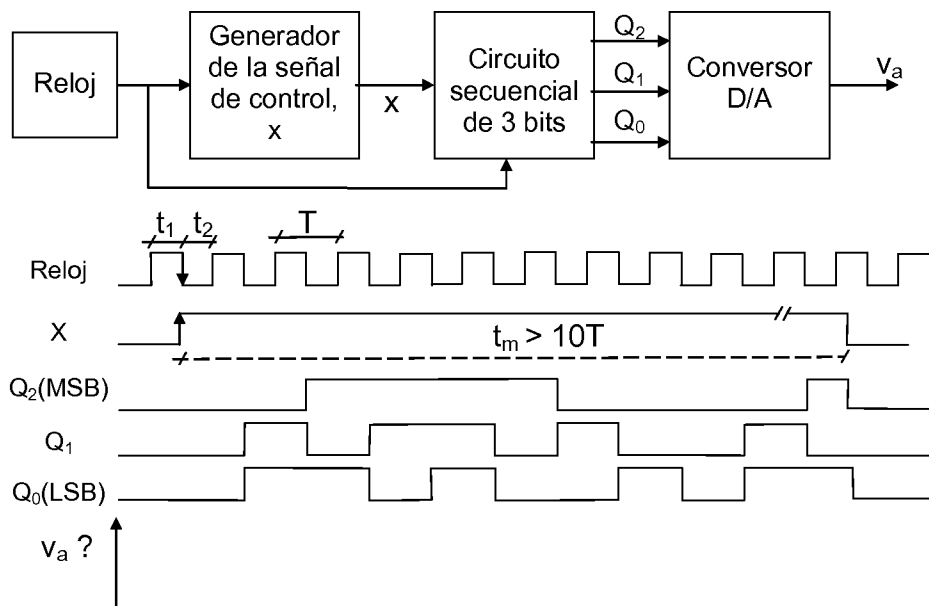 Reloj
Generador
de la señal
de control,
x
x
Circuito
secuencial
de 3 bits
Q2
Q1
Q0
Conversor
D/A
va
t1 t2 T
Reloj
X
tm > 10T
Q2(MSB)
Q1
Q0(LSB)
va ?